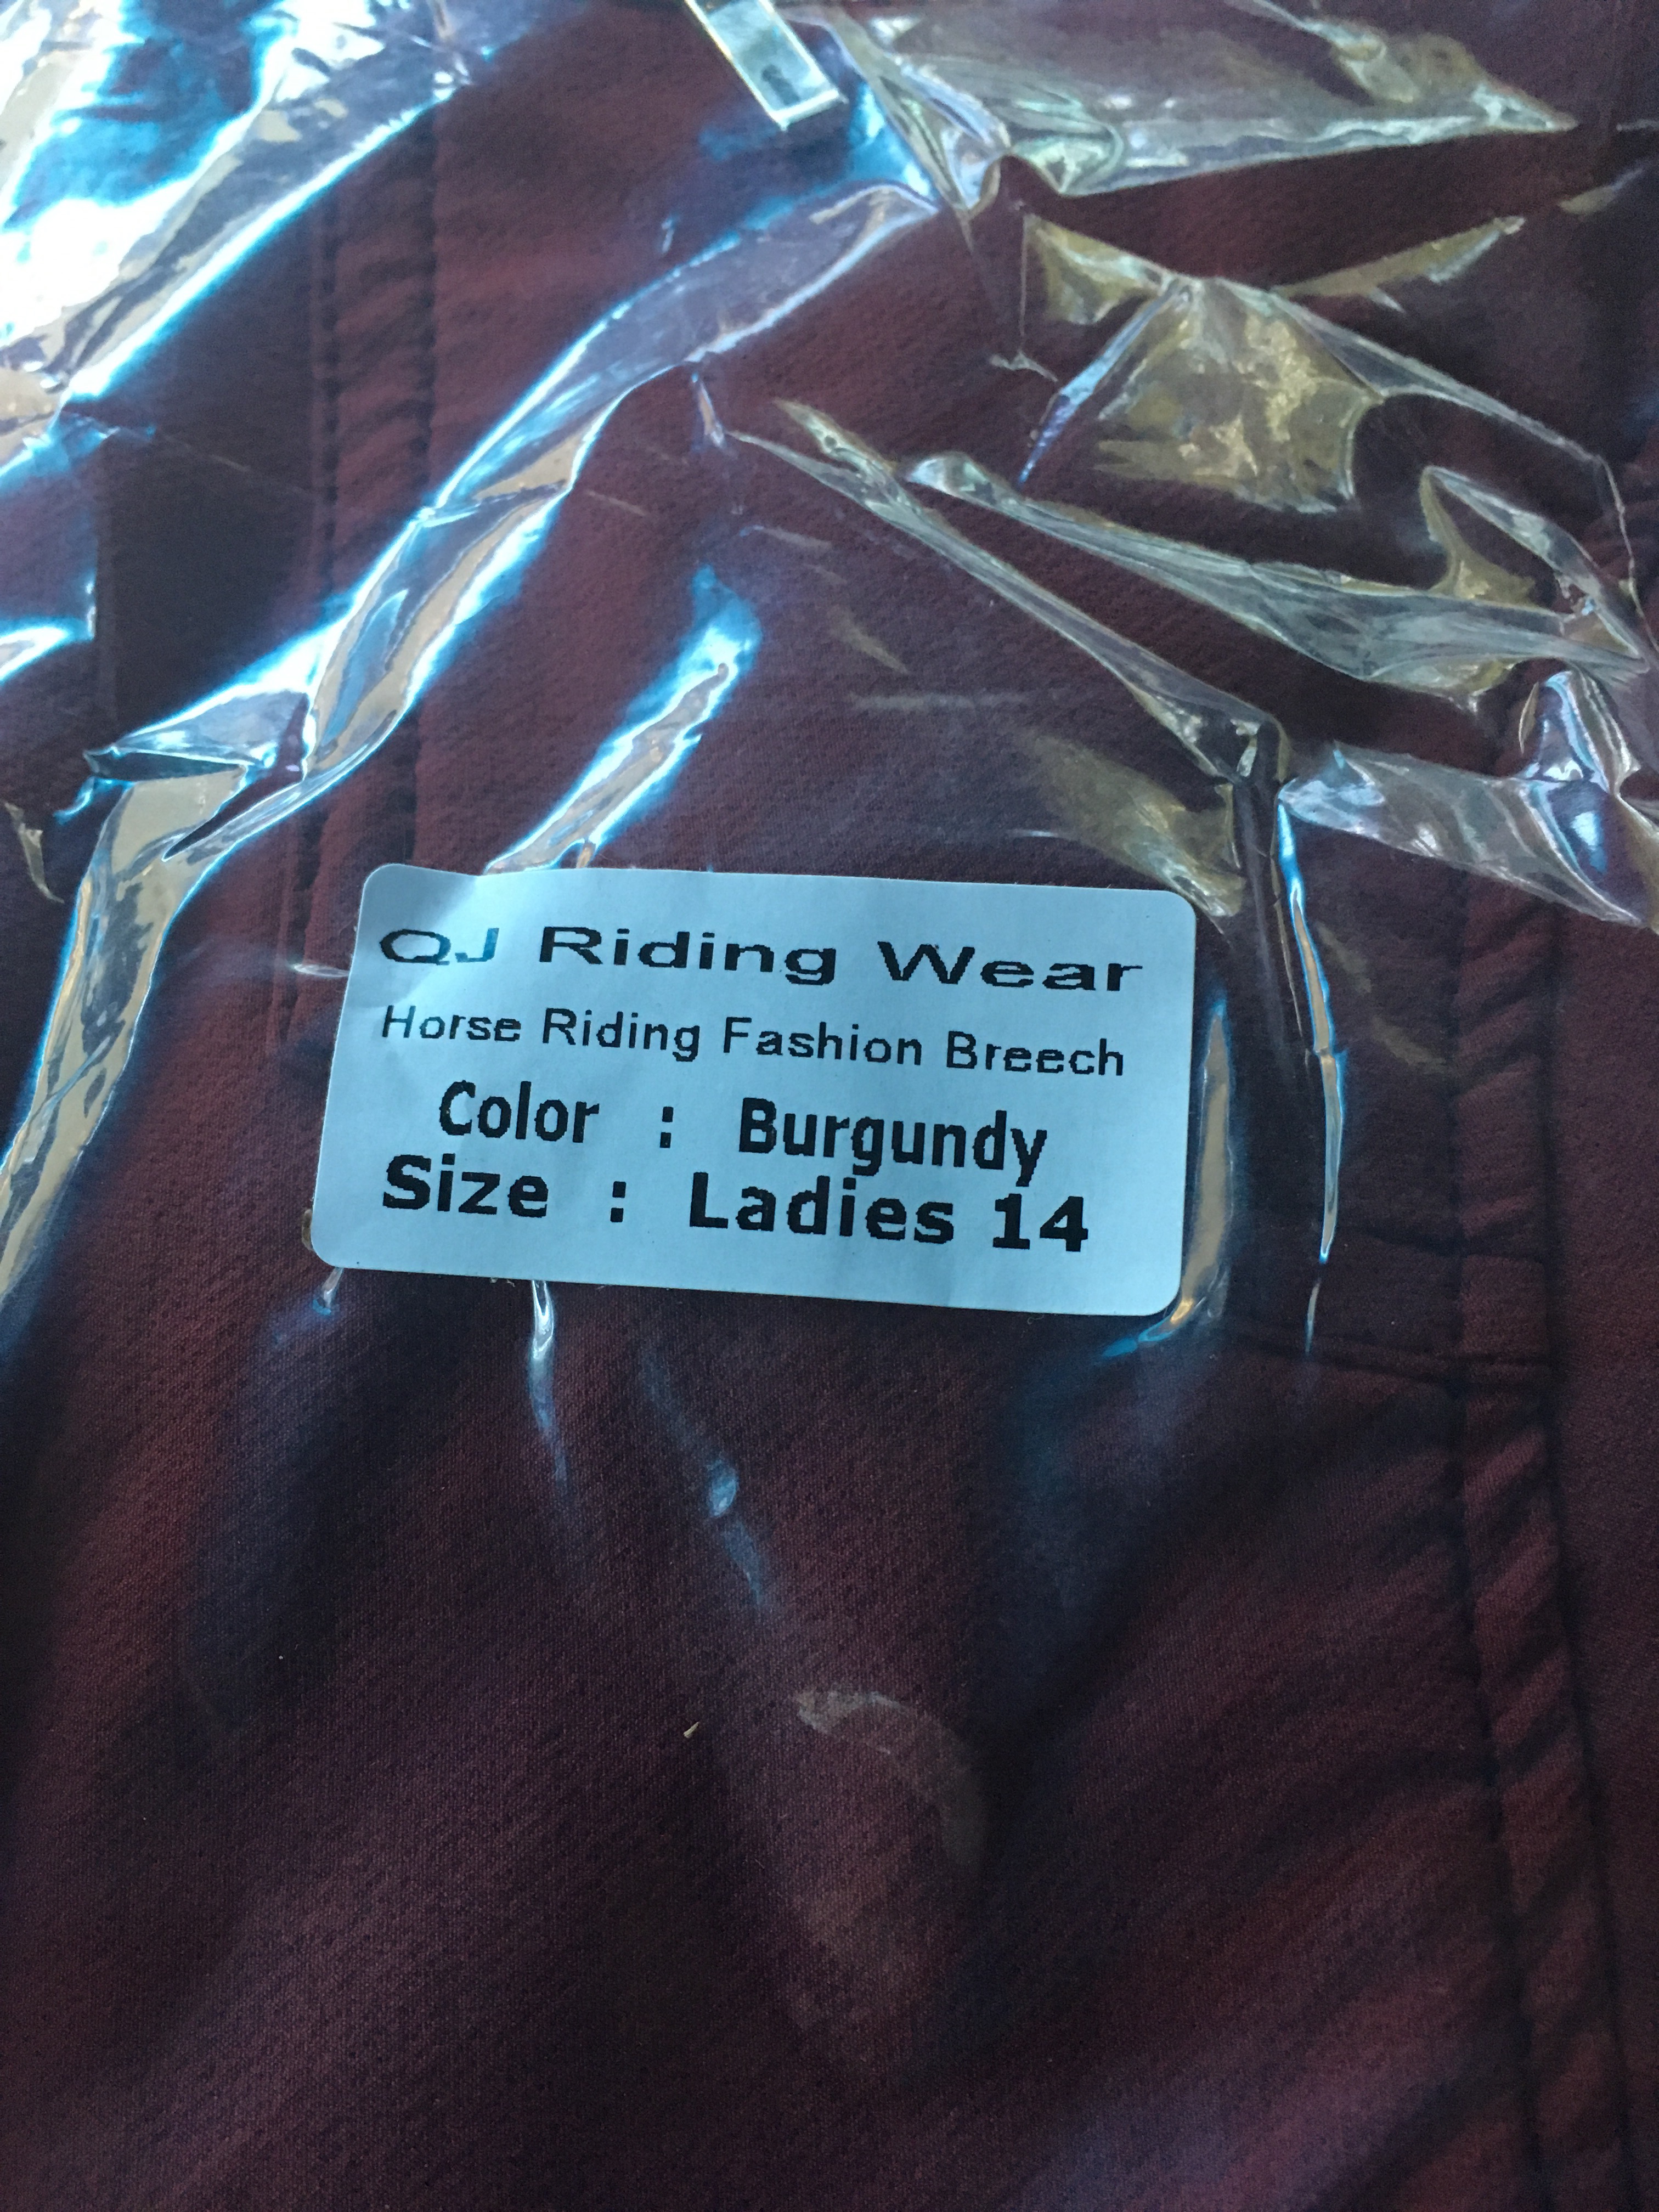 QJ Riding Wear
Horse Riding Fashion Breech
Color : Burgundy
Size : Ladies 14